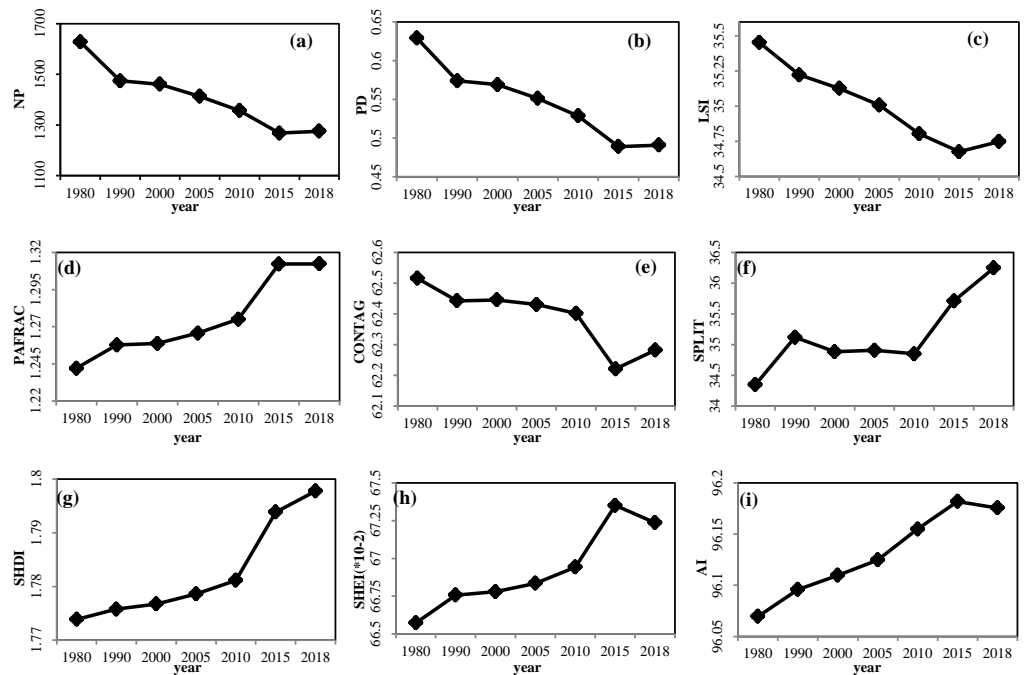 (a)
NP
1700
1500
1300
1100
1980 1990 2000 2005 2010 2015 2018
year
(b)
PD
0.65
0.6
0.55
0.5
0.45
1980 1990 2000 2005 2010 2015 2018
year
(c)
LSI
35.5
35.25
35
34.75
34.5
1980 1990 2000 2005 2010 2015 2018
year
(d)
PAFRAC
1.32
1.295
1.27
1.245
1.22
1980 1990 2000 2005 2010 2015 2018
year
(e)
CONTAG
62.6
62.5
62.4
62.3
62.2
62.1
1980 1990 2000 2005 2010 2015 2018
year
(f)
SPLIT
36.5
36
35.5
35
34.5
34
1980 1990 2000 2005 2010 2015 2018
year
(g)
SHDI
1.8
1.79
1.78
1.77
1980 1990 2000 2005 2010 2015 2018
year
(h)
SHEI(*10-2)
67.5
67.25
67
66.75
66.5
1980 1990 2000 2005 2010 2015 2018
year
(i)
AI
96.2
96.15
96.1
96.05
1980 1990 2000 2005 2010 2015 2018
year